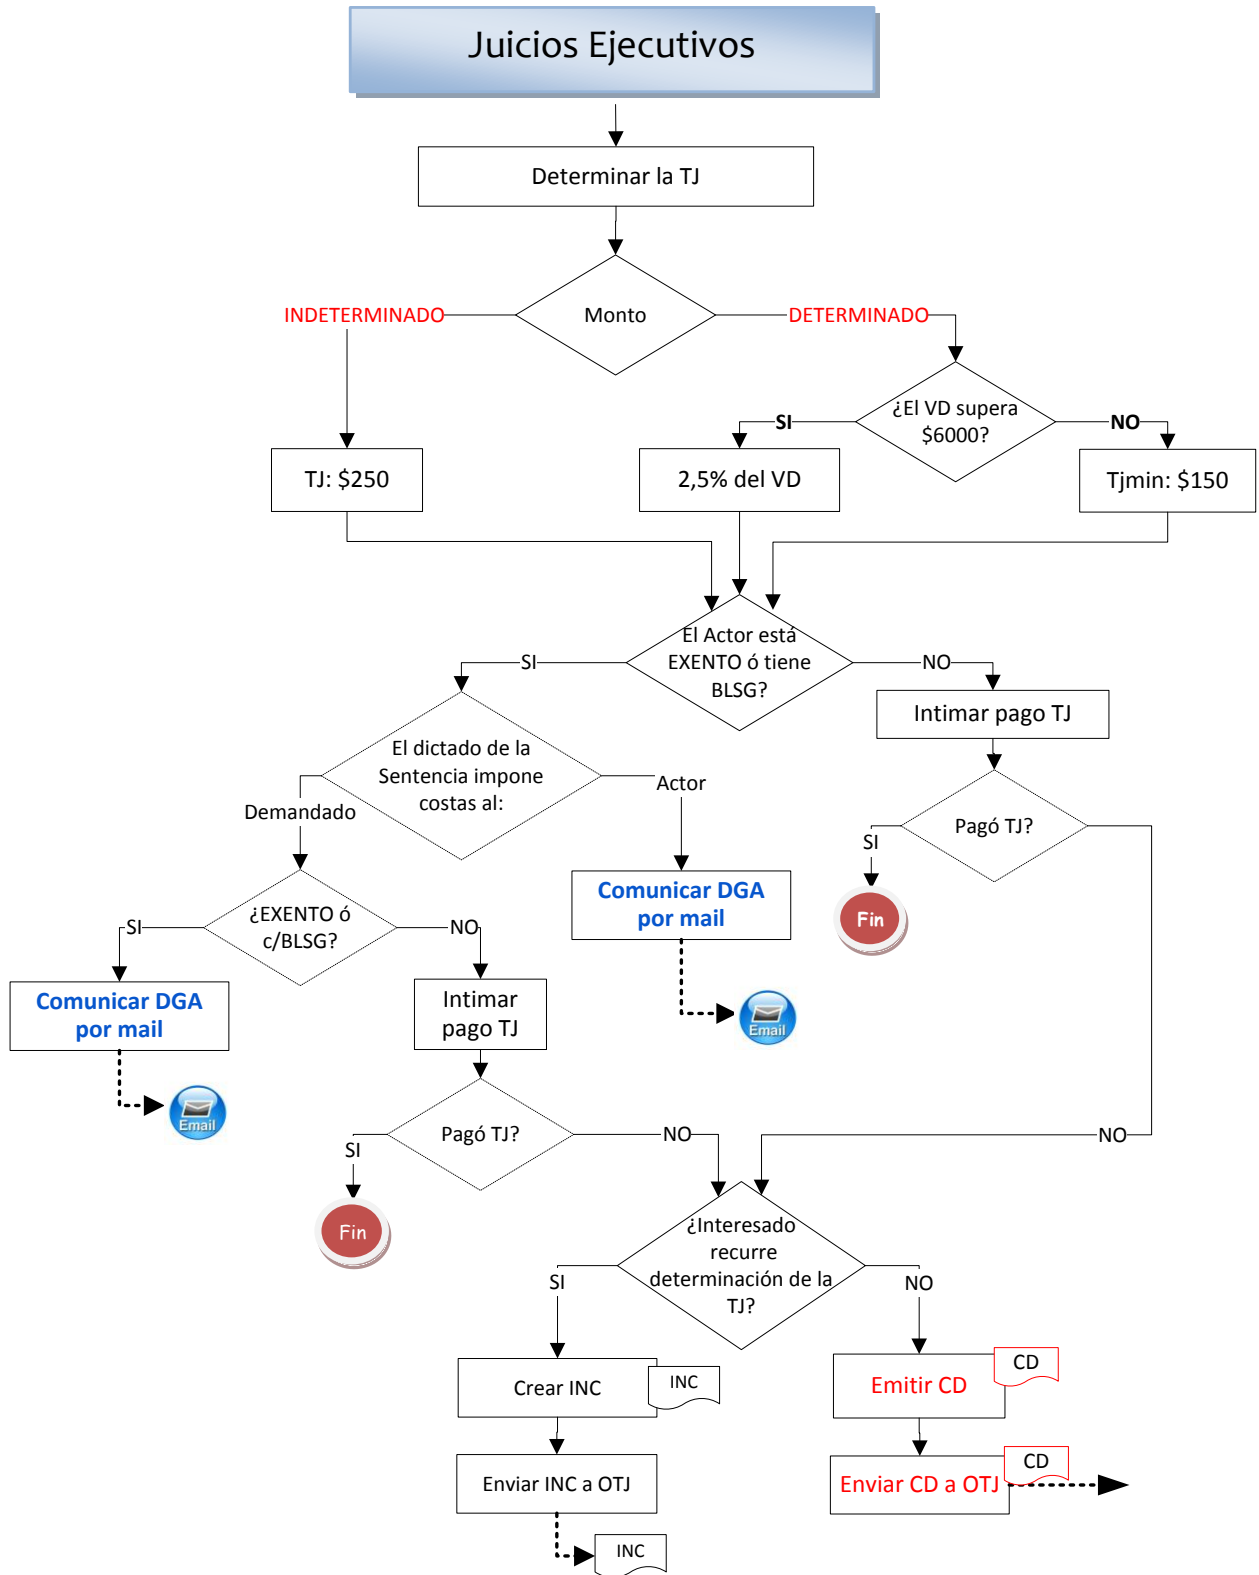 Juicios Ejecutivos
Determinar la TJ
Monto
INDETERMINADO
DETERMINADO
¿El VD supera
$6000?
SI
NO
TJ: $250
2,5% del VD
Tjmin: $150
El Actor está
EXENTO ó tiene
BLSG?
SI
NO
Intimar pago TJ
El dictado de la
Sentencia impone
costas al:
Demandado
Actor
Pagó TJ?
SI
NO
Fin
Comunicar DGA
por mail
Email
¿EXENTO ó
c/BLSG?
SI
NO
Comunicar DGA
por mail
Email
Intimar
pago TJ
Pagó TJ?
SI
NO
Fin
¿Interesado
recurre
determinación de la
TJ?
SI
NO
Crear INC
INC
Emitir CD
CD
Enviar INC a OTJ
INC
Enviar CD a OTJ
CD